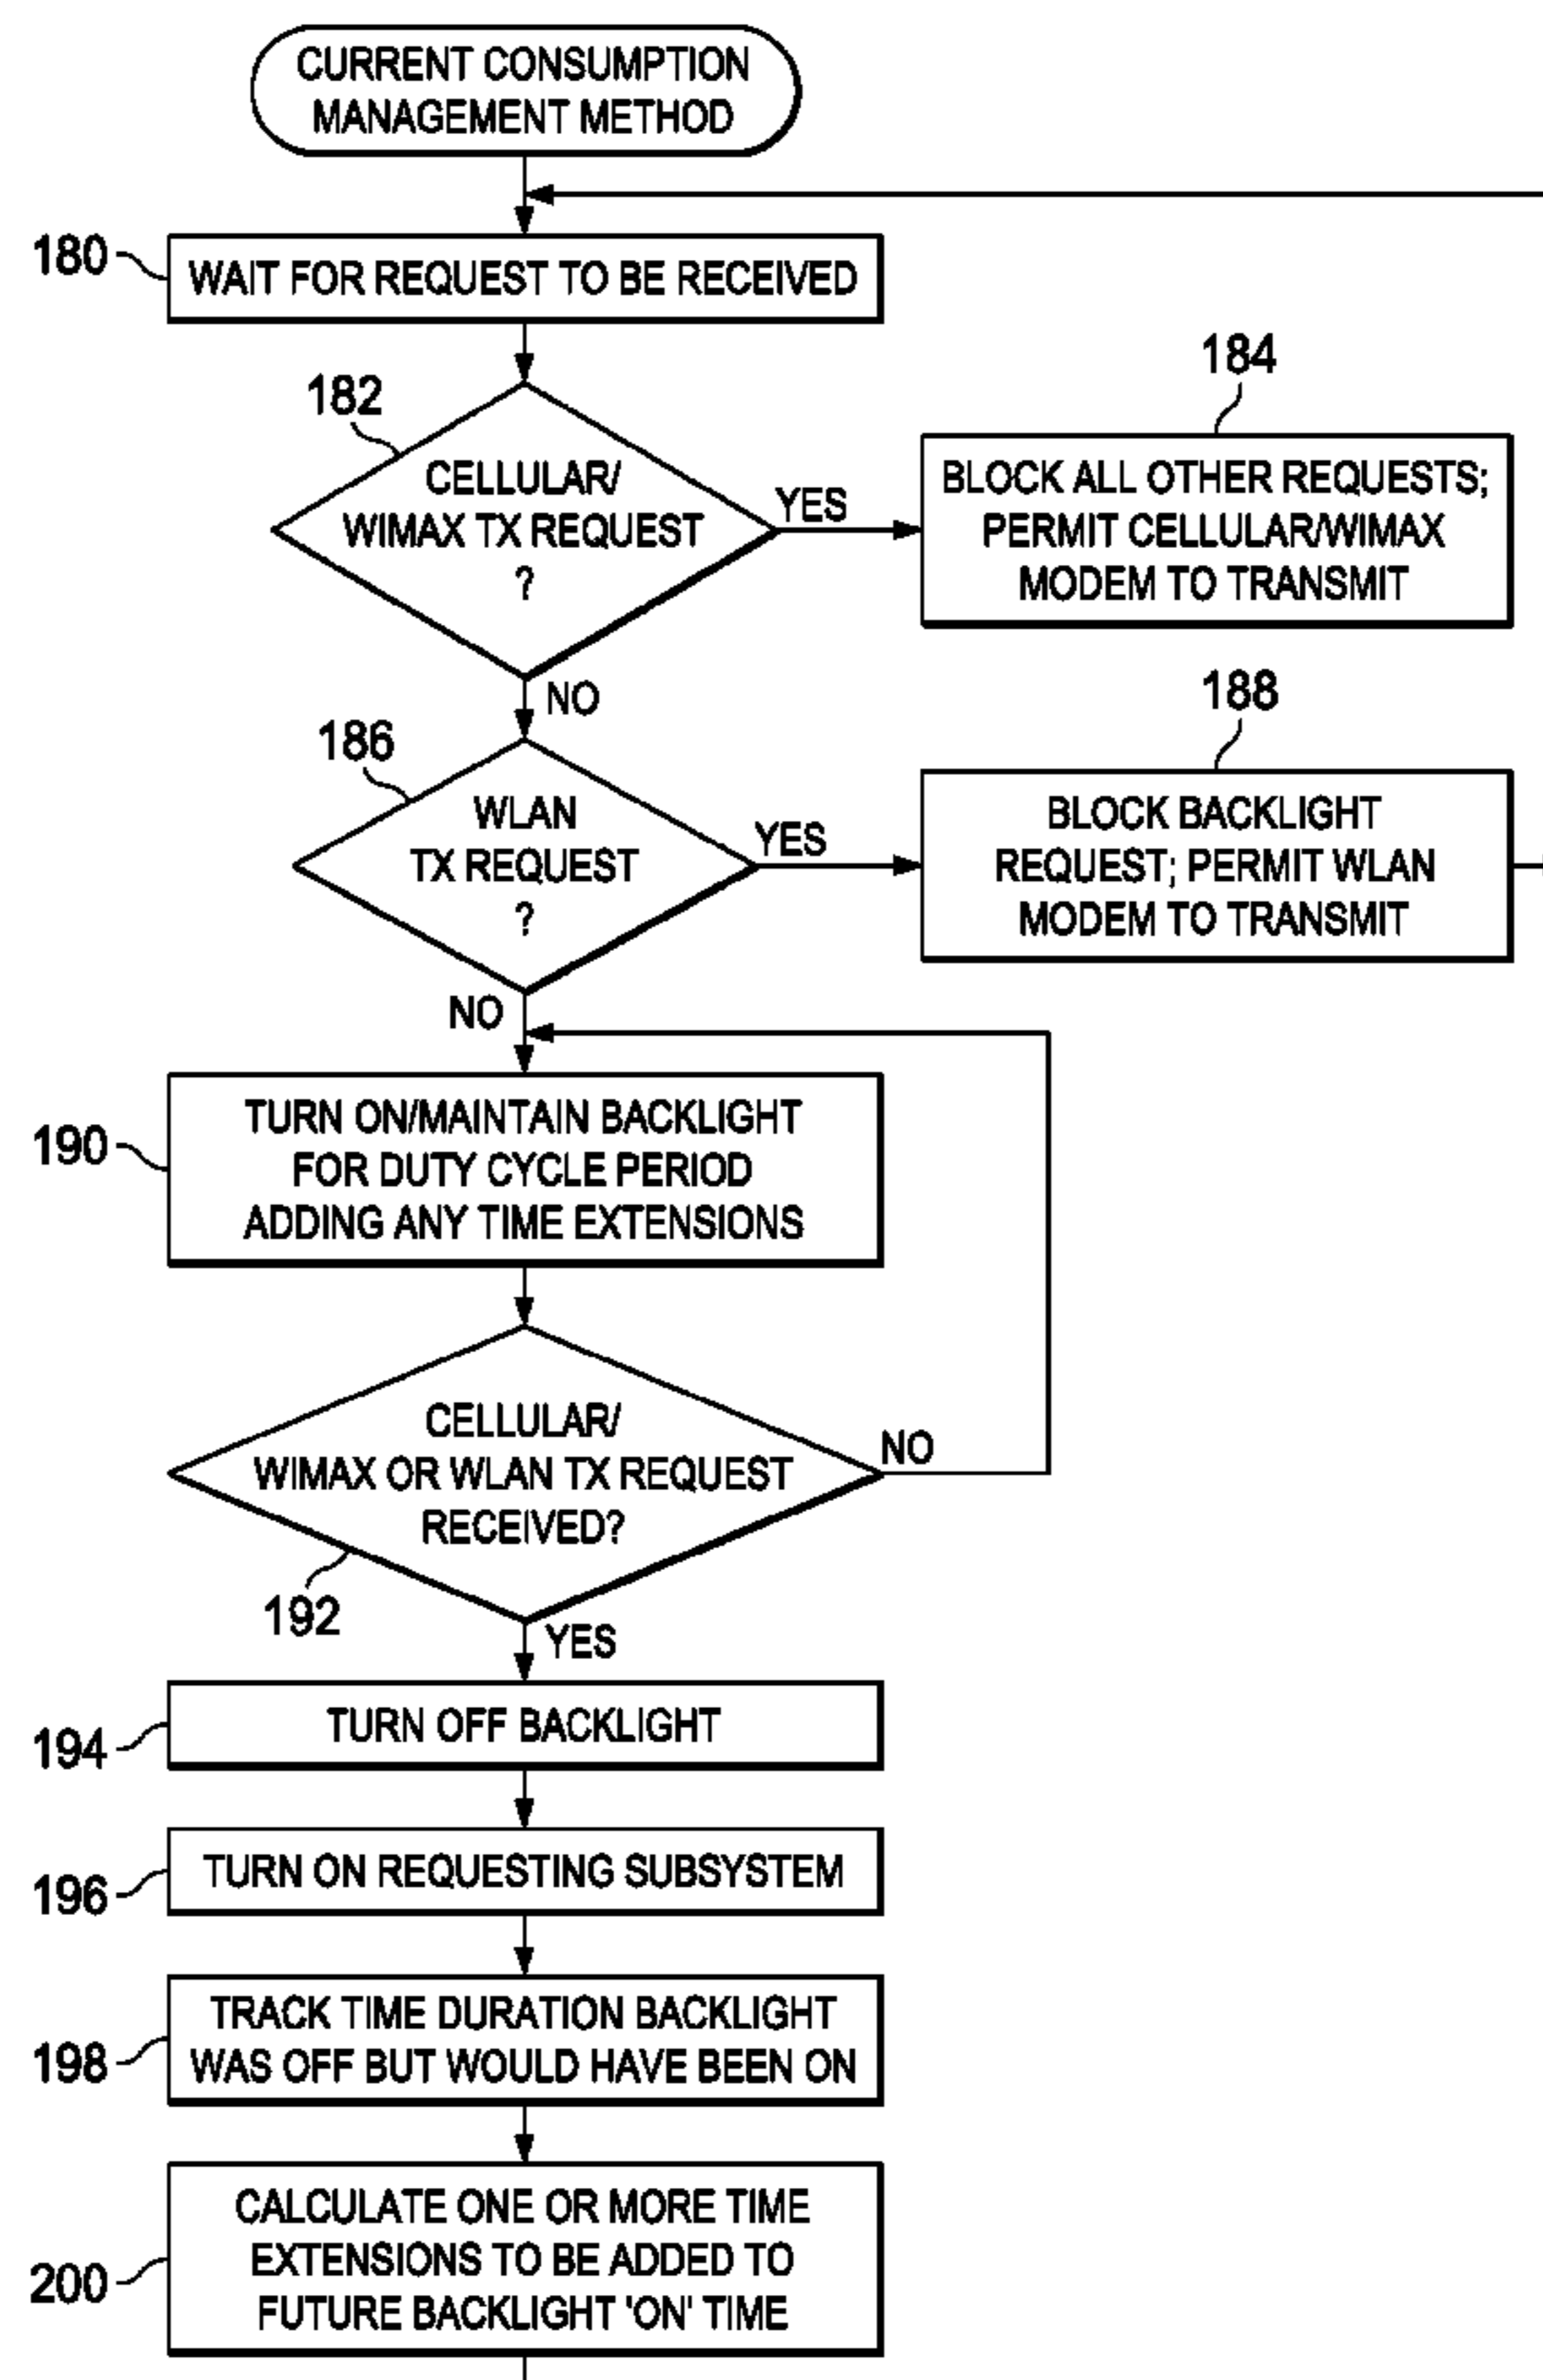 CURRENT CONSUMPTION
MANAGEMENT METHOD
180
WAIT FOR REQUEST TO BE RECEIVED
182
CELLULAR/
WIMAX TX REQUEST
?
YES
184
BLOCK ALL OTHER REQUESTS;
PERMIT CELLULAR/WIMAX
MODEM TO TRANSMIT
NO
186
WLAN
TX REQUEST
?
YES
188
BLOCK BACKLIGHT
REQUEST; PERMIT WLAN
MODEM TO TRANSMIT
NO
190
TURN ON/MAINTAIN BACKLIGHT
FOR DUTY CYCLE PERIOD
ADDING ANY TIME EXTENSIONS
CELLULAR/
WIMAX OR WLAN TX REQUEST
RECEIVED?
NO
192
YES
194
TURN OFF BACKLIGHT
196
TURN ON REQUESTING SUBSYSTEM
198
TRACK TIME DURATION BACKLIGHT
WAS OFF BUT WOULD HAVE BEEN ON
200
CALCULATE ONE OR MORE TIME
EXTENSIONS TO BE ADDED TO
FUTURE BACKLIGHT 'ON' TIME